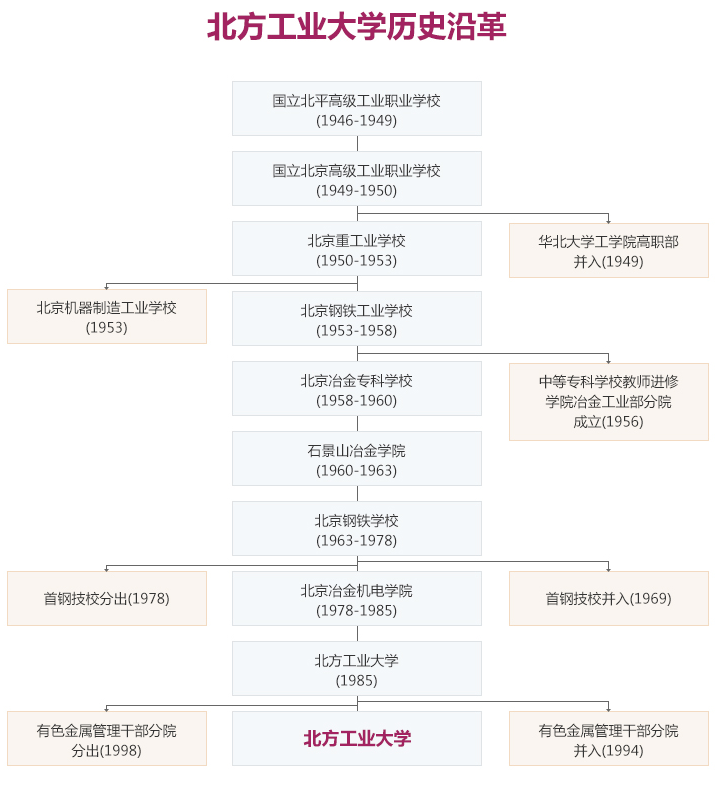 北方工业大学历史沿革
国立北平高级工业职业学校
(1946-1949)
国立北京高级工业职业学校
(1949-1950)
北京重工业学校
(1950-1953)
华北大学工学院高职部
并入(1949)
北京机器制造工业学校
(1953)
北京钢铁工业学校
(1953-1958)
北京冶金专科学校
(1958-1960)
中等专科学校教师进修
学院冶金工业部分院
成立(1956)
石景山冶金学院
(1960-1963)
北京钢铁学校
(1963-1978)
首钢技校分出(1978)
北京冶金机电学院
(1978-1985)
首钢技校并入(1969)
北方工业大学
(1985)
有色金属管理干部分院
分出(1998)
北方工业大学
有色金属管理干部分院
并入(1994)